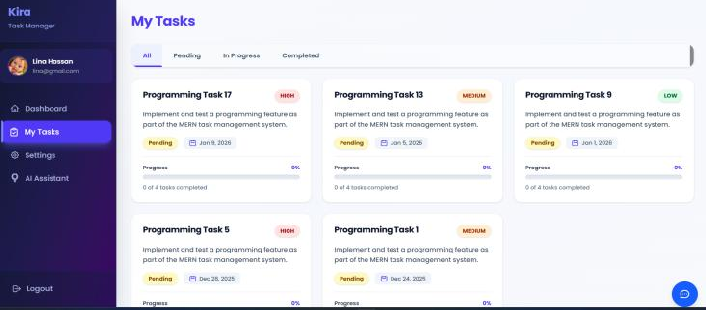 Kira
Task Manager
Lina Hassan
lina@gmail.com
Dashboard
My Tasks
Settings
AI Assistant
Logout
My Tasks
All Pending In Progress Completed
Programming Task 17 HIGH
Implement and test a programming feature as
part of the MERN task management system.
Pending Jan 9, 2026
Progress 0%
0 of 4 tasks completed
Programming Task 13 MEDIUM
Implement and test a programming feature as
part of the MERN task management system.
Pending Jan 5, 2026
Progress 0%
0 of 4 tasks completed
Programming Task 9 LOW
Implement and test a programming feature as
part of the MERN task management system.
Pending Jan 1, 2026
Progress 0%
0 of 4 tasks completed
Programming Task 5 HIGH
Implement and test a programming feature as
part of the MERN task management system.
Pending Dec 28, 2025
Progress 0%
Programming Task 1 MEDIUM
Implement and test a programming feature as
part of the MERN task management system.
Pending Dec 24, 2025
Progress 0%